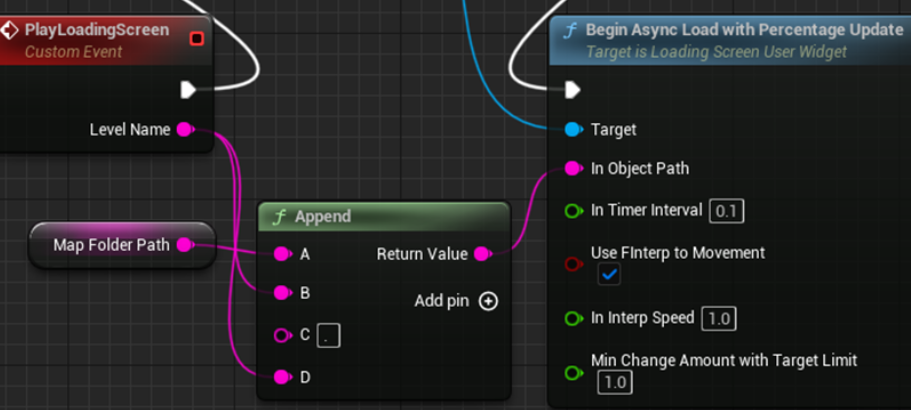 PlayLoadingScreen
Custom Event
Level Name
Map Folder Path
Append
A
Return Value
B
Add pin
C .
D
Begin Async Load with Percentage Update
Target is Loading Screen User Widget
Target
In Object Path
In Timer Interval 0.1
Use FInterp to Movement
In Interp Speed 1.0
Min Change Amount with Target Limit
1.0